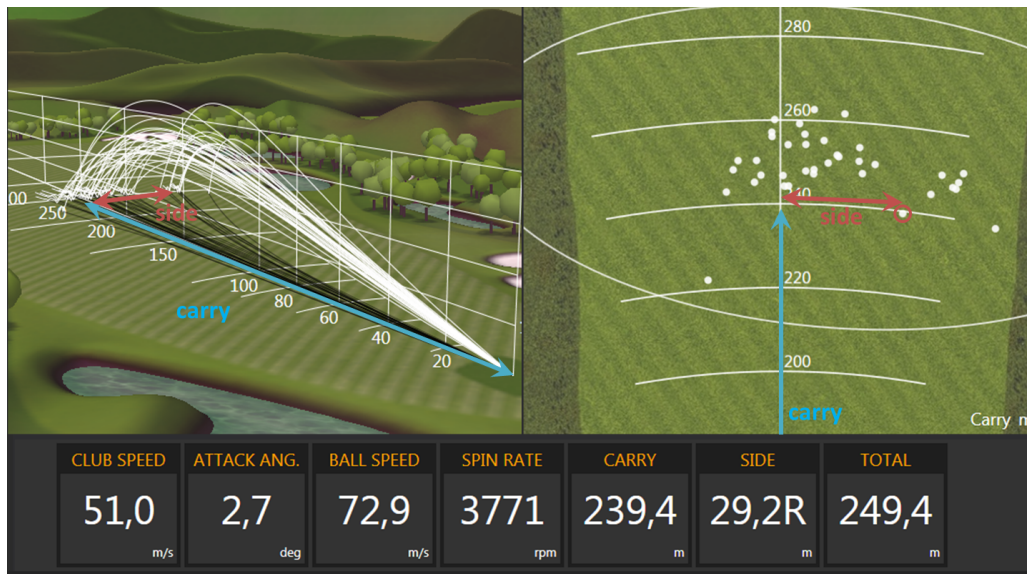 280
260
40
side
220
200
carry
Carry m
00
250
side
200
150
100
carry
80
60
40
20
CLUB SPEED
51,0
m/s
ATTACK ANG.
2,7
deg
BALL SPEED
72,9
m/s
SPIN RATE
3771
rpm
CARRY
239,4
m
SIDE
29,2R
m
TOTAL
249,4
m